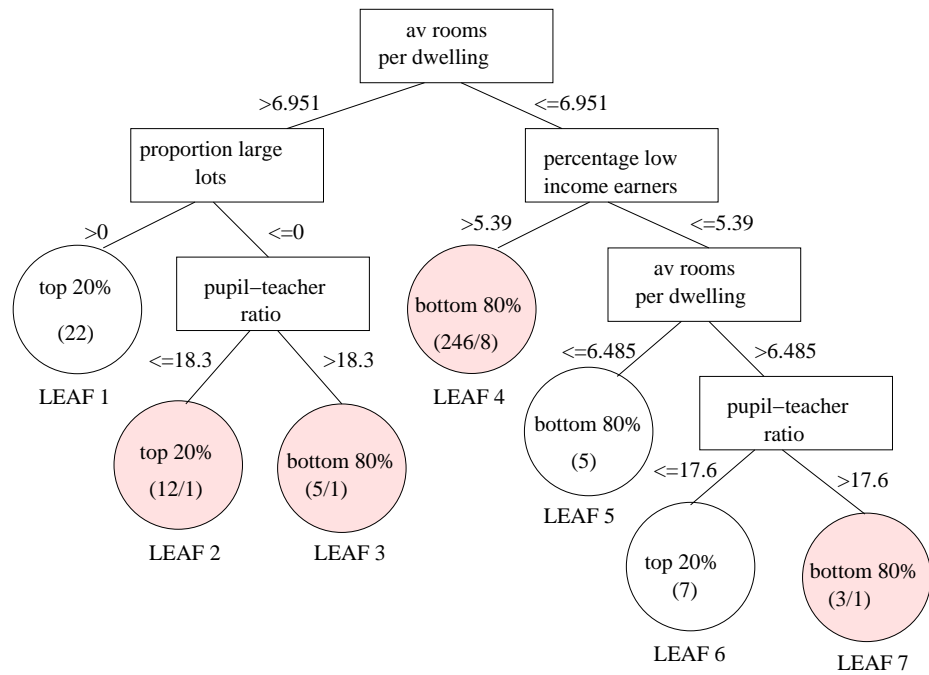 av rooms
per dwelling
>6.951
<=6.951
proportion large
lots
percentage low
income earners
>0
<=0
>5.39
<=5.39
top 20%
(22)
LEAF 1
pupil-teacher
ratio
bottom 80%
(246/8)
LEAF 4
av rooms
per dwelling
<=18.3
>18.3
<=6.485
>6.485
top 20%
(12/1)
LEAF 2
bottom 80%
(5/1)
LEAF 3
bottom 80%
(5)
LEAF 5
pupil-teacher
ratio
<=17.6
>17.6
top 20%
(7)
LEAF 6
bottom 80%
(3/1)
LEAF 7